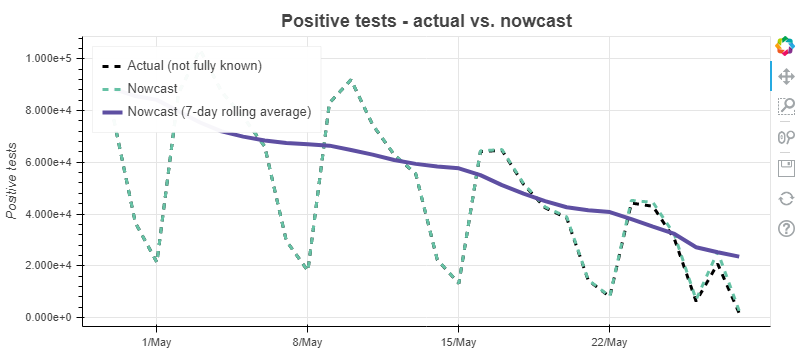 Positive tests - actual vs. nowcast
Actual (not fully known)
Nowcast
Nowcast (7-day rolling average)
Positive tests
1.000e+5
8.000e+4
6.000e+4
4.000e+4
2.000e+4
0.000e+0
1/May
8/May
15/May
22/May